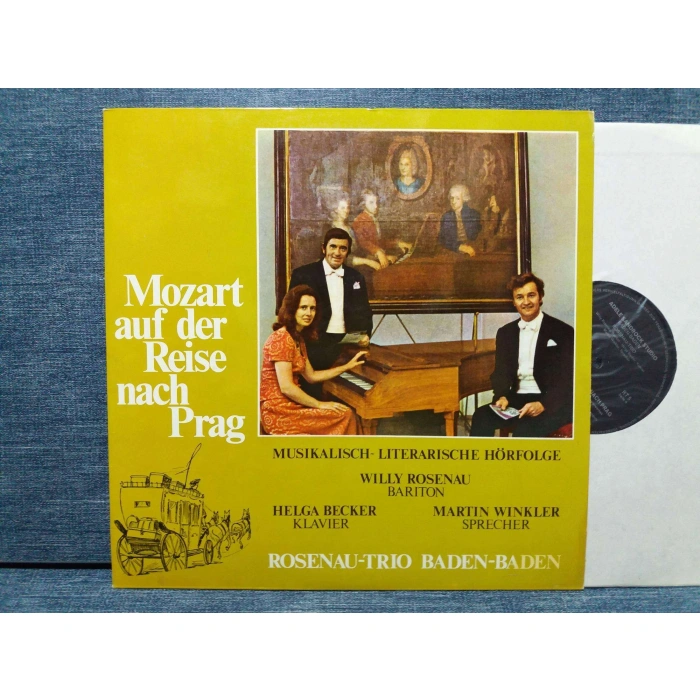 Mozart
auf der
Reise
nach
Prag
MUSIKALISCH- LITERARISCHE HÖRFOLGE
WILLY ROSENAU
BARITON
HELGA BECKER
KLAVIER
MARTIN WINKLER
SPRECHER
ROSENAU-TRIO BADEN-BADEN